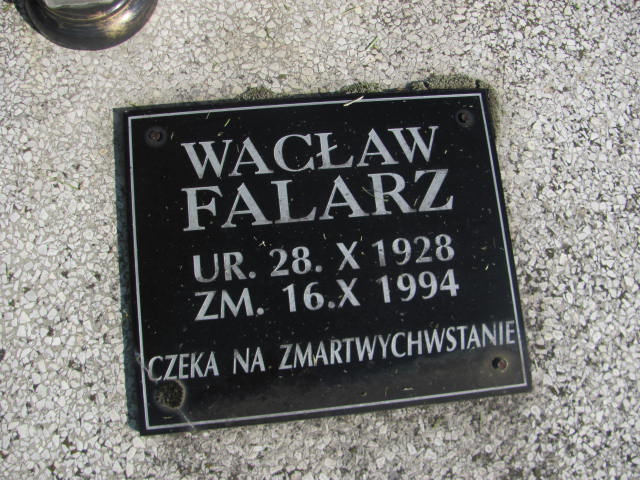 WACŁAW
FALARZ
UR. 28. X 1928
ZM. 16.X 1994
CZEKA NA ZMARTWYCHWSTANIE